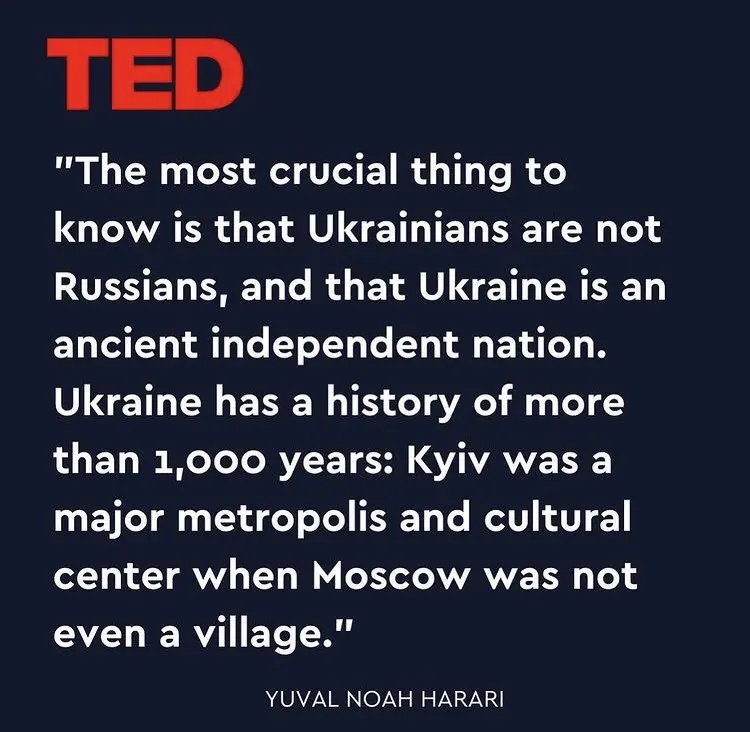 TED
"The most crucial thing to
know is that Ukrainians are not
Russians, and that Ukraine is an
ancient independent nation.
Ukraine has a history of more
than 1,000 years: Kyiv was a
major metropolis and cultural
center when Moscow was not
even a village."
YUVAL NOAH HARARI